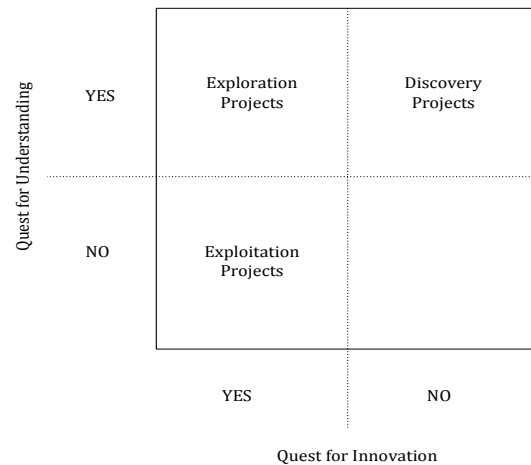 Quest for Understanding
YES
Exploration
Projects
Discovery
Projects
NO
Exploitation
Projects
YES
NO
Quest for Innovation